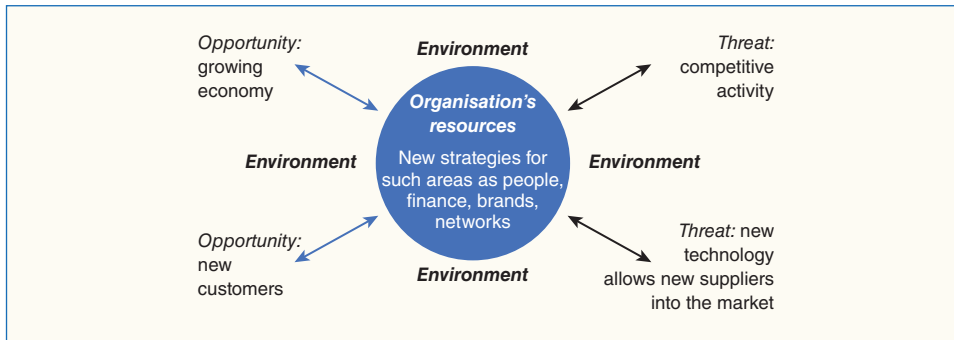 Opportunity:
growing
economy
Environment
Threat:
competitive
activity
Organisation's
resources
New strategies for
such areas as people,
finance, brands,
networks
Environment
Environment
Opportunity:
new
customers
Environment
Threat: new
technology
allows new suppliers
into the market